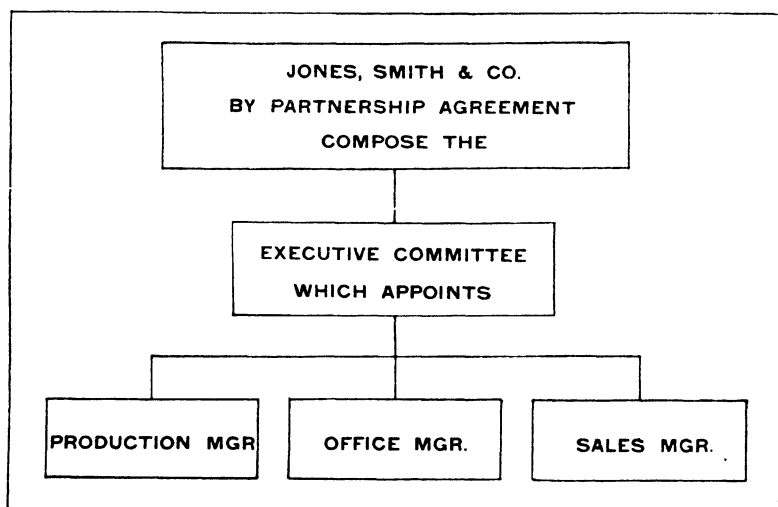 JONES, SMITH & CO.
BY PARTNERSHIP AGREEMENT
COMPOSE THE
EXECUTIVE COMMITTEE
WHICH APPOINTS
PRODUCTION MGR
OFFICE MGR.
SALES MGR.